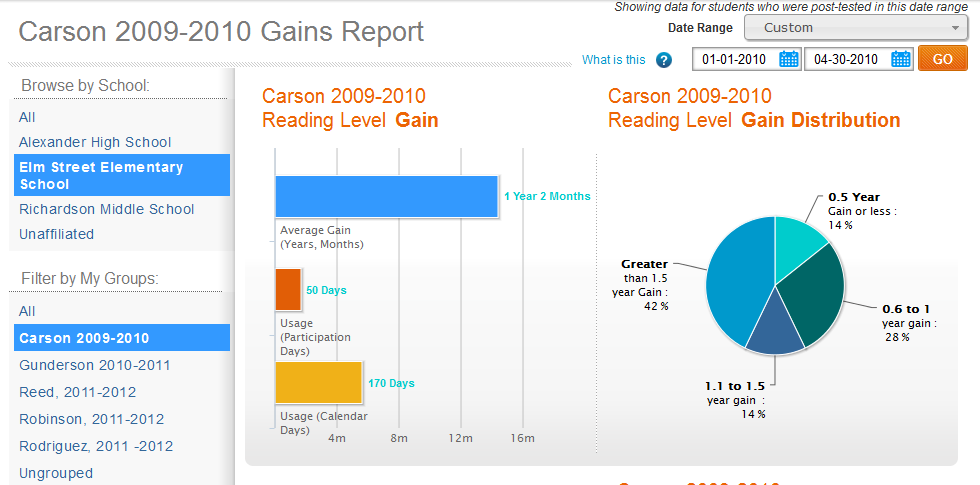 Showing data for students who were post-tested in this date range
Carson 2009-2010 Gains Report
Date Range
Custom
What is this
?
01-01-2010
04-30-2010
GO
Browse by School:
All
Alexander High School
Elm Street Elementary
School
Richardson Middle School
Unaffiliated
Filter by My Groups:
All
Carson 2009-2010
Gunderson 2010-2011
Reed, 2011-2012
Robinson, 2011-2012
Rodriguez, 2011 -2012
Ungrouped
Carson 2009-2010
Reading Level Gain
1 Year 2 Months
Average Gain
(Years, Months)
50 Days
Usage
(Participation
Days)
170 Days
Usage (Calendar
Days)
4m
8m
12m
16m
Carson 2009-2010
Reading Level Gain Distribution
0.5 Year
Gain or less :
14 %
Greater
than 1.5
year Gain :
42 %
0.6 to 1
year gain :
28 %
1.1 to 1.5
year gain :
14 %